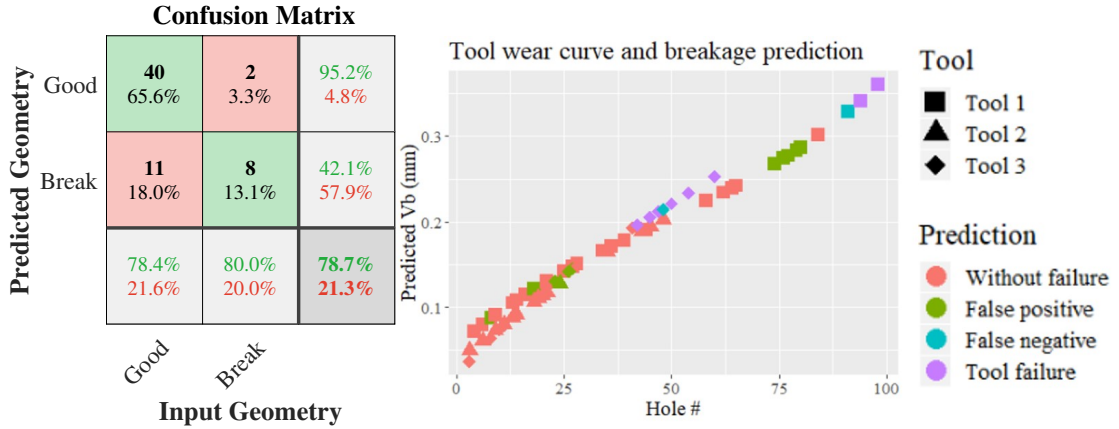 Confusion Matrix
Predicted Geometry
Good
40
65.6%
2
3.3%
95.2%
4.8%
Break
11
18.0%
8
13.1%
42.1%
57.9%
78.4%
21.6%
80.0%
20.0%
78.7%
21.3%
Good
Break
Input Geometry
Tool wear curve and breakage prediction
Predicted Vb (mm)
0.3
0.2
0.1
0
25
50
75
100
Hole #
Tool
Tool 1
Tool 2
Tool 3
Prediction
Without failure
False positive
False negative
Tool failure